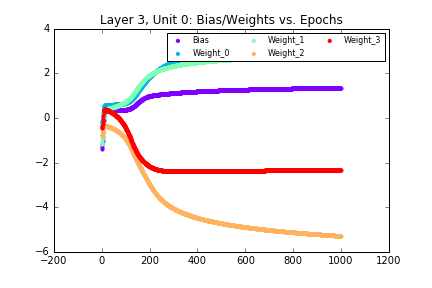 Layer 3, Unit 0: Bias/Weights vs. Epochs
Bias Weight_1 Weight_3
Weight_0 Weight_2
4
2
0
−2
−4
−6
−200 0 200 400 600 800 1000 1200